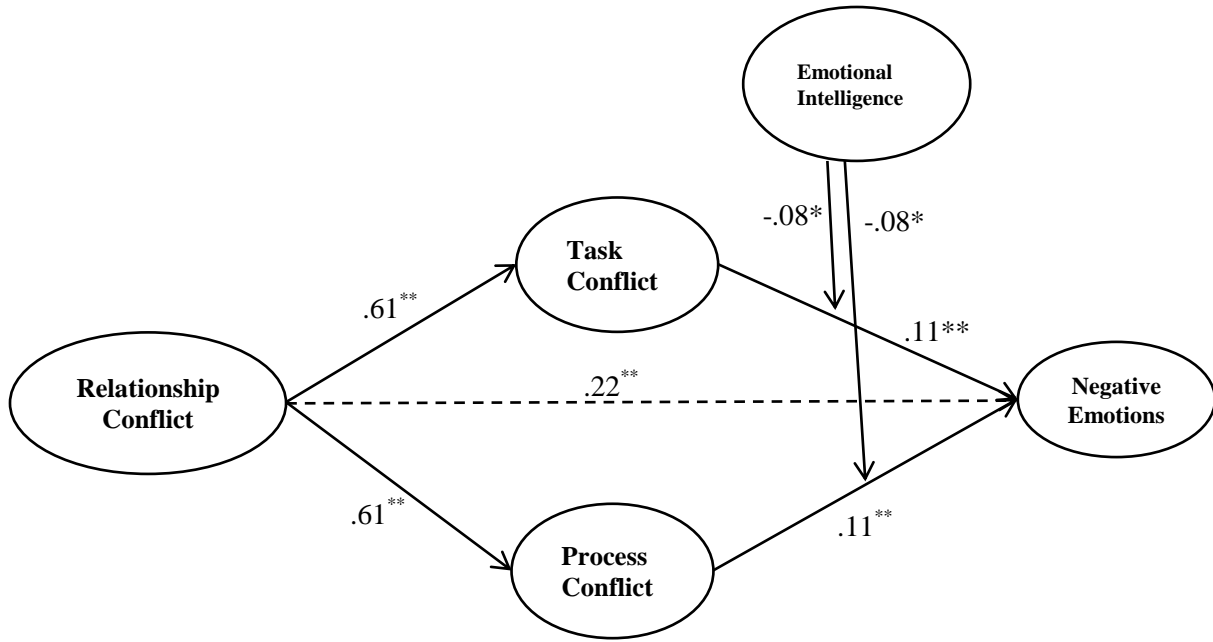 Emotional
Intelligence
-.08*
-.08*
Task
Conflict
.61**
.11**
Relationship
Conflict
.22**
Negative
Emotions
.61**
.11**
Process
Conflict